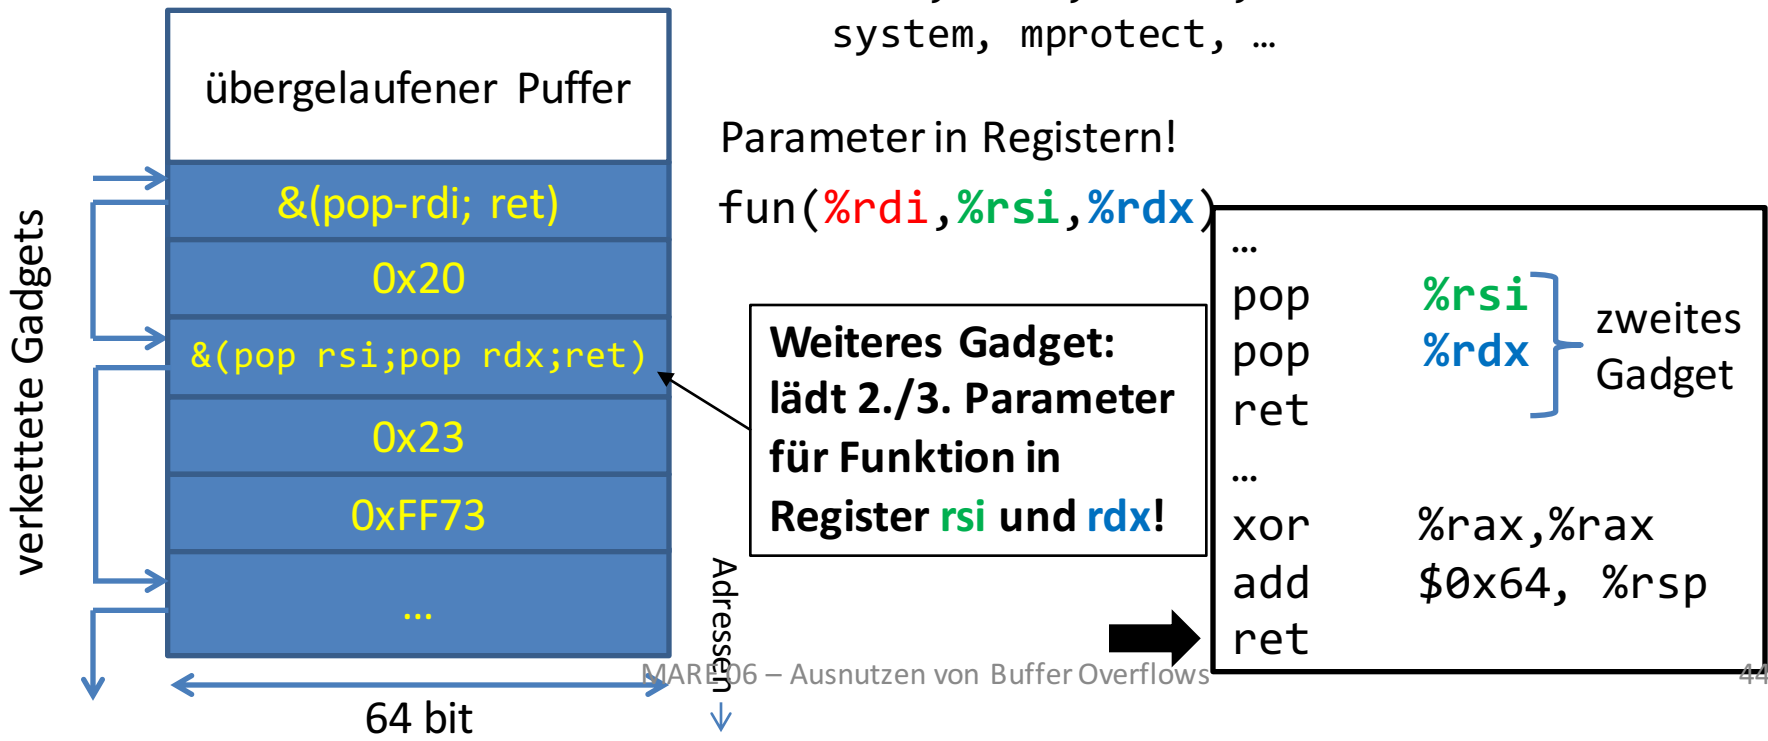 system, mprotect, …
übergelaufener Puffer
Parameter in Registern!
fun(%rdi,%rsi,%rdx)
verkettete Gadgets
&(pop-rdi; ret)
0x20
&(pop rsi;pop rdx;ret)
0x23
0xFF73
…
64 bit
Adressen
Weiteres Gadget:
lädt 2./3. Parameter
für Funktion in
Register rsi und rdx!
…
pop %rsi
pop %rdx
ret
…
xor %rax,%rax
add $0x64, %rsp
ret
zweites
Gadget
MARE 06 – Ausnutzen von Buffer Overflows
44